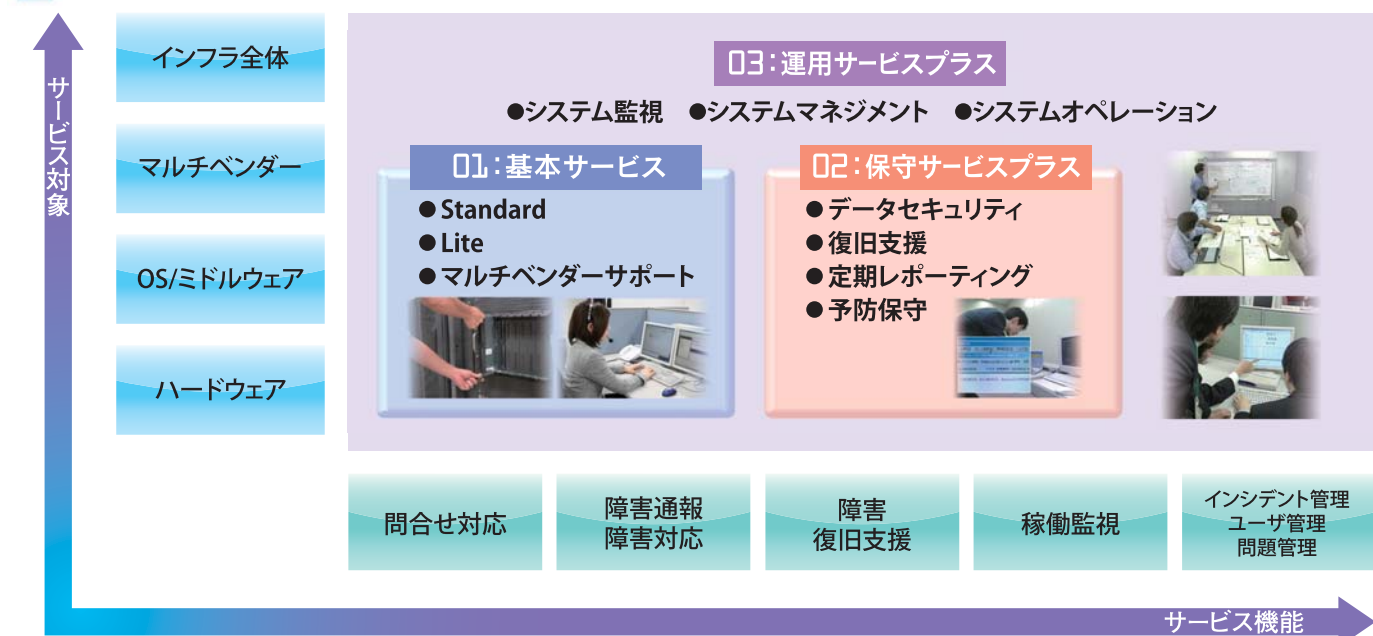 サービス対象
インフラ全体
マルチベンダー
OS/ミドルウェア
ハードウェア
03:運用サービスプラス
●システム監視 ●システムマネジメント ●システムオペレーション
01:基本サービス
●Standard
●Lite
●マルチベンダーサポート
02:保守サービスプラス
●データセキュリティ
●復旧支援
●定期レポーティング
●予防保守
問合せ対応
障害通報
障害対応
障害
復旧支援
稼働監視
インシデント管理
ユーザ管理
問題管理
サービス機能